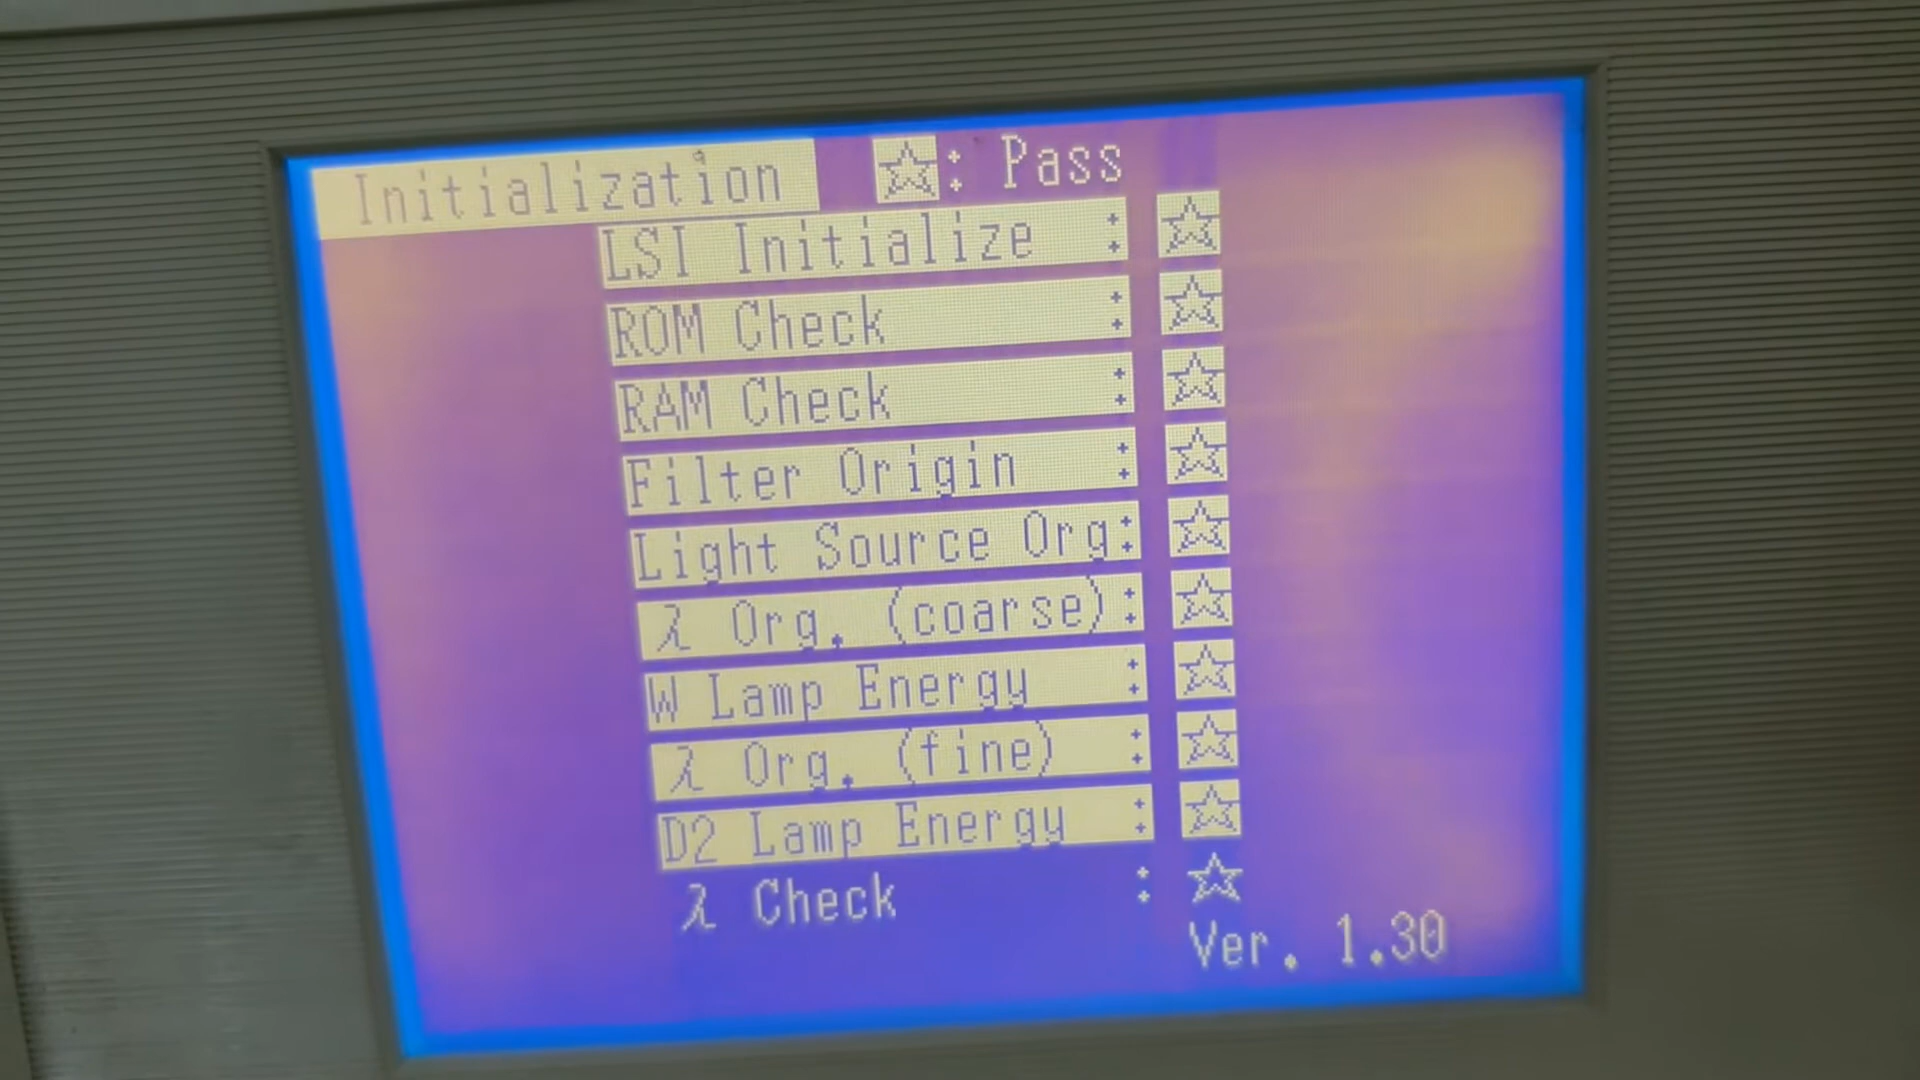 Initialization ☆: Pass
LSI Initialize : ☆
ROM Check : ☆
RAM Check : ☆
Filter Origin : ☆
Light Source Org: ☆
λ Org. (coarse): ☆
W Lamp Energy : ☆
λ Org. (fine) : ☆
D2 Lamp Energy : ☆
λ Check : ☆
Ver. 1.30